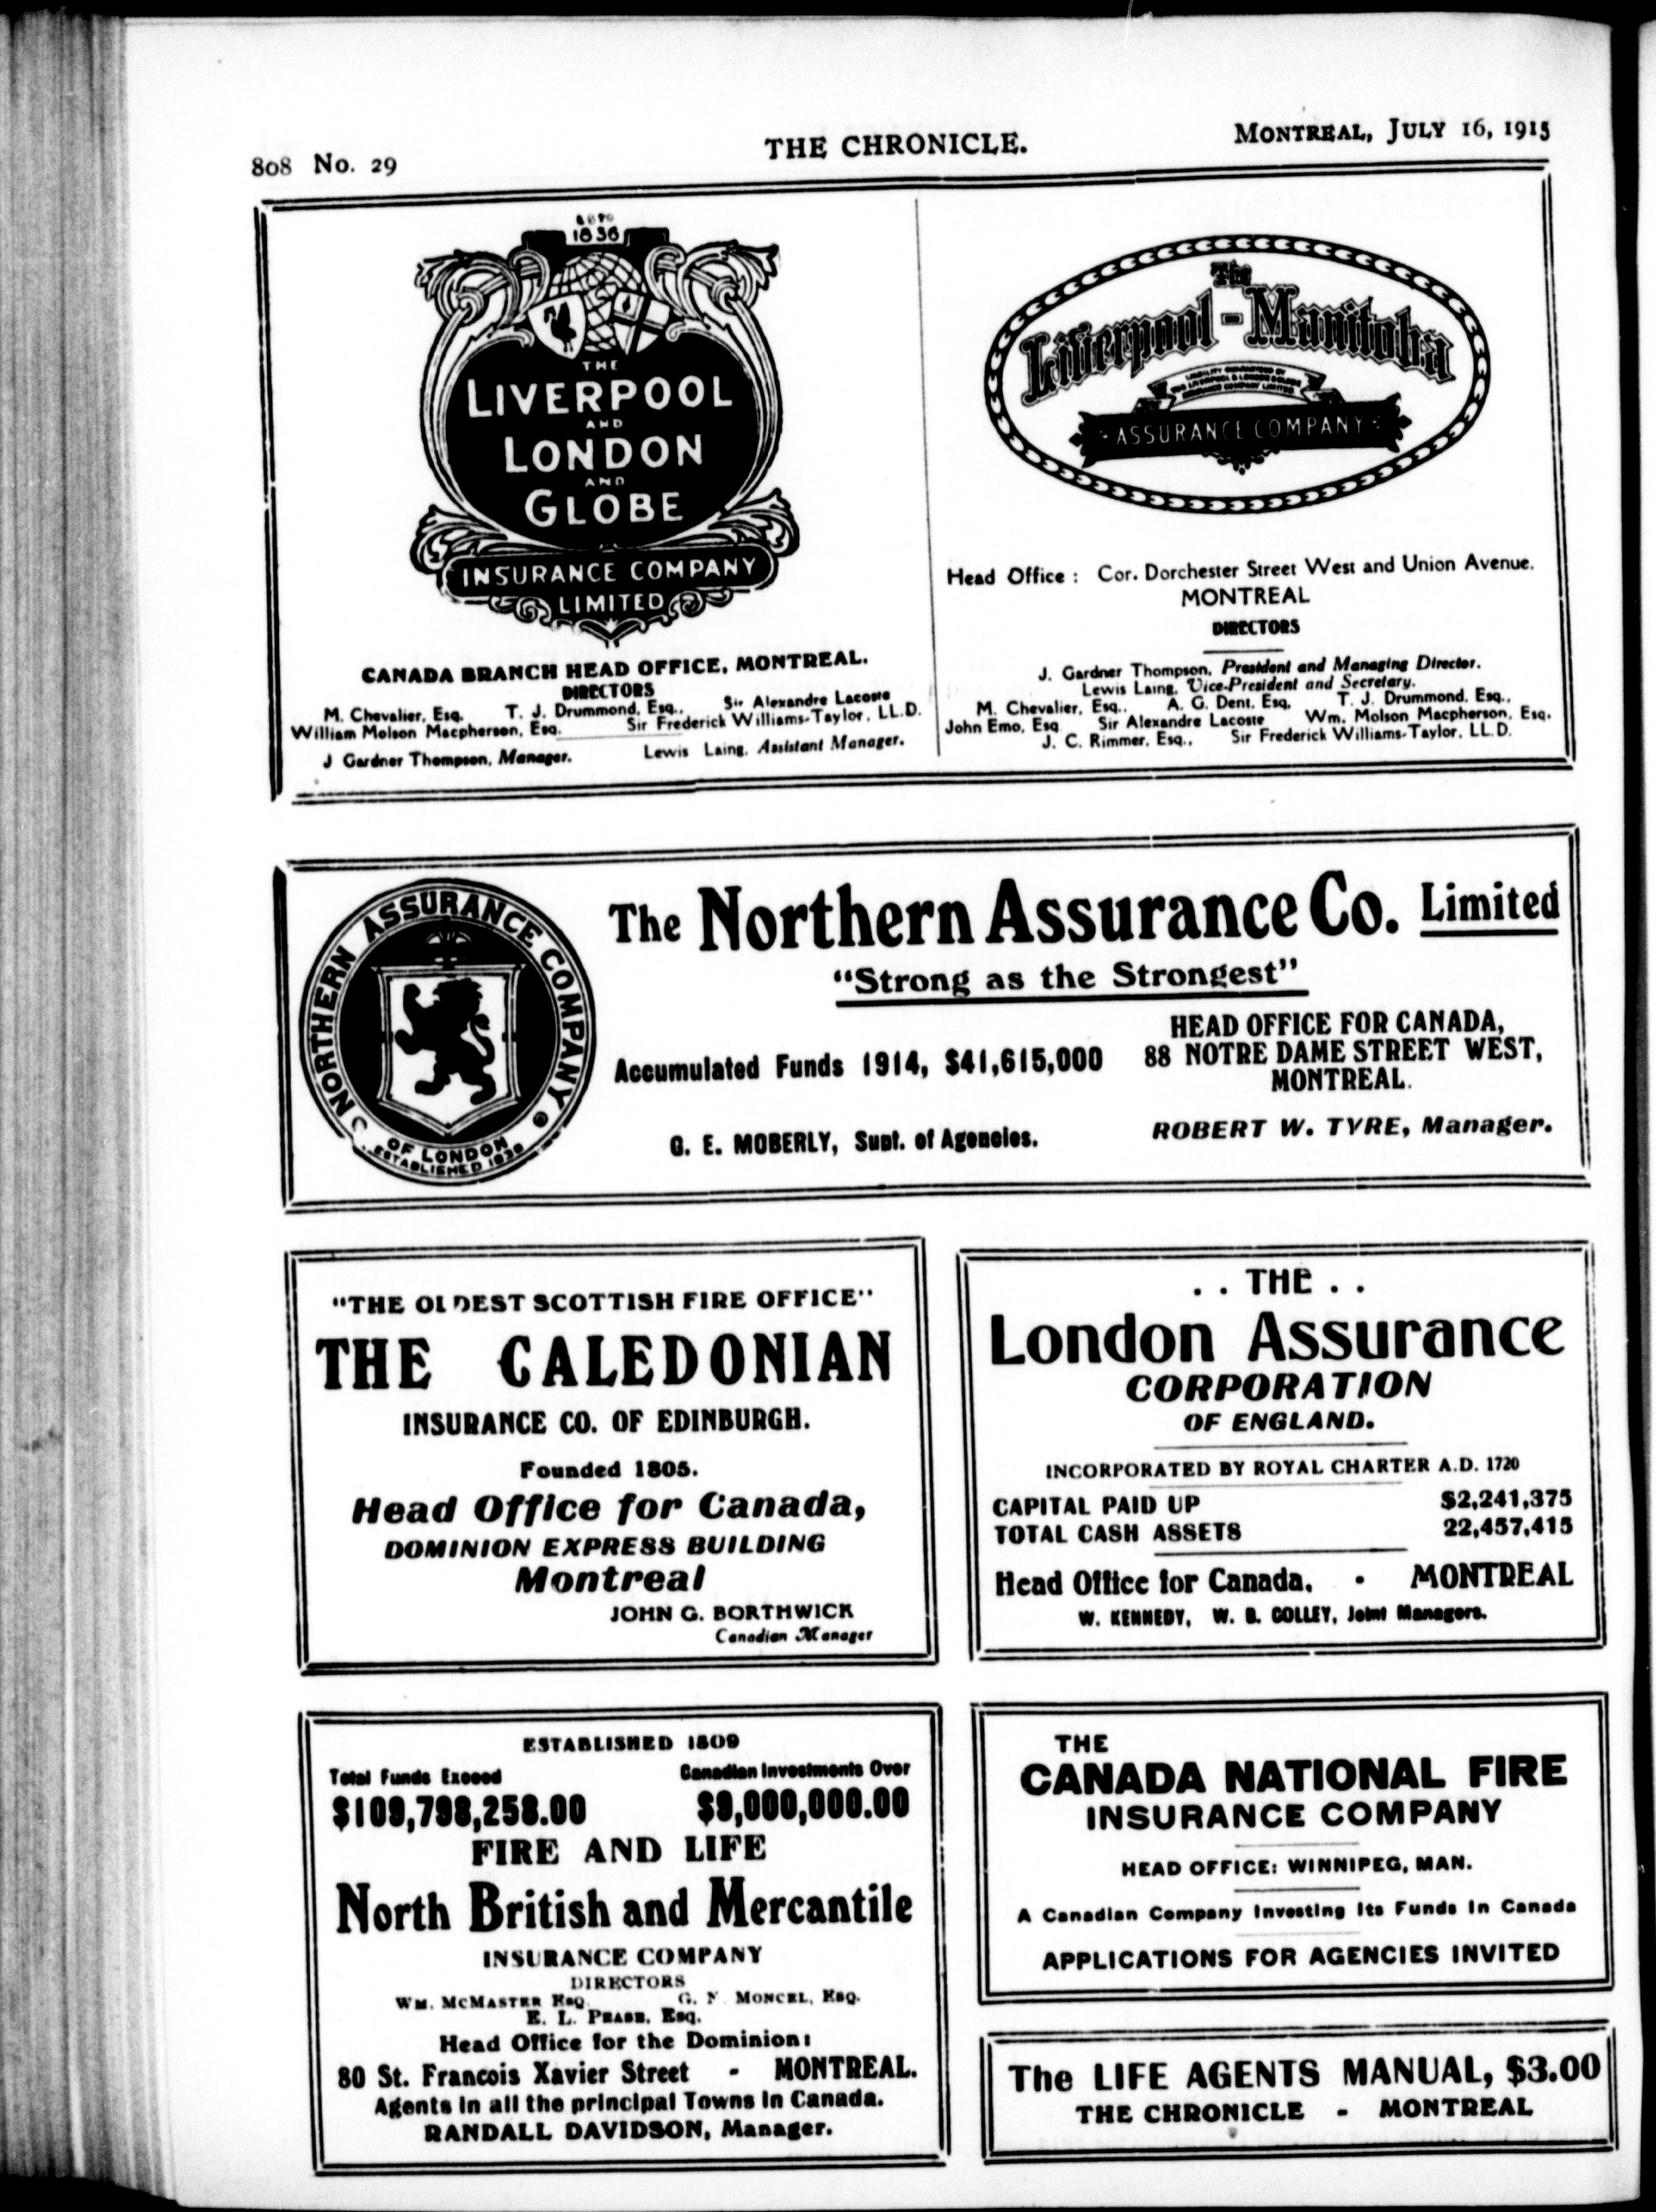 808 No. 29
THE CHRONICLE.
MONTREAL, JULY 16, 1915
1836
THE
LIVERPOOL
AND
LONDON
AND
GLOBE
INSURANCE COMPANY
LIMITED
CANADA BRANCH HEAD OFFICE, MONTREAL.
DIRECTORS
M. Chevalier, Esq. T. J. Drummond, Esq., Sir Alexandre Lacoste
William Molson Macpherson, Esq. Sir Frederick Williams-Taylor, LL.D.
J Gardner Thompson, Manager. Lewis Laing, Assistant Manager.
The
Liverpool-Manitoba
LIABILITY GUARANTEED BY
THE LIVERPOOL & LONDON & GLOBE
INSURANCE COMPANY LIMITED
ASSURANCE COMPANY
Head Office : Cor. Dorchester Street West and Union Avenue.
MONTREAL
DIRECTORS
J. Gardner Thompson, President and Managing Director.
Lewis Laing, Vice-President and Secretary.
M. Chevalier, Esq., A. G. Dent, Esq, T. J. Drummond, Esq.,
John Emo, Esq Sir Alexandre Lacoste Wm. Molson Macpherson, Esq.
J. C. Rimmer, Esq., Sir Frederick Williams-Taylor, LL.D.
NORTHERN ASSURANCE COMPANY
OF LONDON
ESTABLISHED 1836
The Northern Assurance Co. Limited
"Strong as the Strongest"
Accumulated Funds 1914, $41,615,000
HEAD OFFICE FOR CANADA,
88 NOTRE DAME STREET WEST,
MONTREAL.
G. E. MOBERLY, Supt. of Agencies.
ROBERT W. TYRE, Manager.
"THE OLDEST SCOTTISH FIRE OFFICE"
THE CALEDONIAN
INSURANCE CO. OF EDINBURGH.
Founded 1805.
Head Office for Canada,
DOMINION EXPRESS BUILDING
Montreal
JOHN G. BORTHWICK
Canadian Manager
. . THE . .
London Assurance
CORPORATION
OF ENGLAND.
INCORPORATED BY ROYAL CHARTER A.D. 1720
CAPITAL PAID UP $2,241,375
TOTAL CASH ASSETS 22,457,415
Head Office for Canada, - MONTREAL
W. KENNEDY, W. B. COLLEY, Joint Managers.
ESTABLISHED 1809
Total Funds Exceed Canadian Investments Over
$109,798,258.00 $9,000,000.00
FIRE AND LIFE
North British and Mercantile
INSURANCE COMPANY
DIRECTORS
WM. MCMASTER ESQ. G. N. MONCEL, ESQ.
E. L. PEASE, ESQ.
Head Office for the Dominion:
80 St. Francois Xavier Street - MONTREAL.
Agents in all the principal Towns in Canada.
RANDALL DAVIDSON, Manager.
THE
CANADA NATIONAL FIRE
INSURANCE COMPANY
HEAD OFFICE: WINNIPEG, MAN.
A Canadian Company Investing Its Funds in Canada
APPLICATIONS FOR AGENCIES INVITED
The LIFE AGENTS MANUAL, $3.00
THE CHRONICLE - MONTREAL